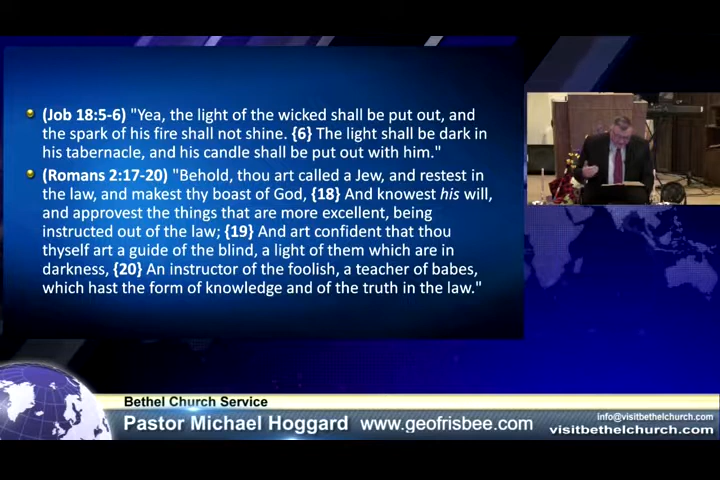 (Job 18:5-6) "Yea, the light of the wicked shall be put out, and
the spark of his fire shall not shine. {6} The light shall be dark in
his tabernacle, and his candle shall be put out with him."
(Romans 2:17-20) "Behold, thou art called a Jew, and restest in
the law, and makest thy boast of God, {18} And knowest his will,
and approvest the things that are more excellent, being
instructed out of the law; {19} And art confident that thou
thyself art a guide of the blind, a light of them which are in
darkness, {20} An instructor of the foolish, a teacher of babes,
which hast the form of knowledge and of the truth in the law."
Bethel Church Service
Pastor Michael Hoggard www.geofrisbee.com
info@visitbethelchurch.com
visitbethelchurch.com